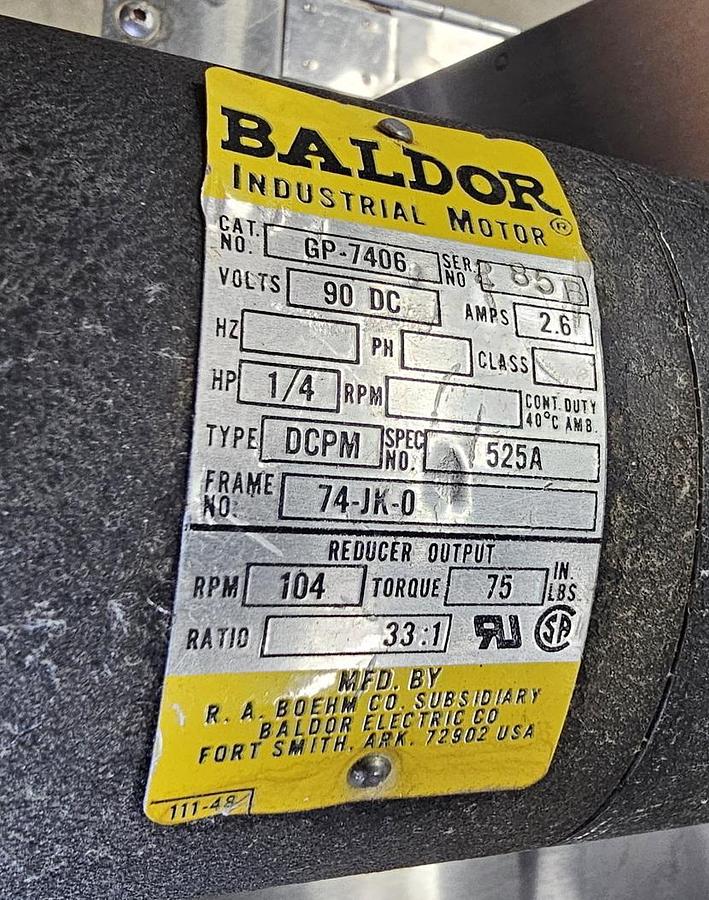 BALDOR
INDUSTRIAL MOTOR ®
CAT. NO. GP-7406 SER. NO 85B
VOLTS 90 DC AMPS 2.6
HZ PH CLASS
HP 1/4 RPM CONT. DUTY 40°C AMB.
TYPE DCPM SPEC NO. 525A
FRAME NO. 74-JK-0
REDUCER OUTPUT
RPM 104 TORQUE 75 IN. LBS.
RATIO 33:1 RU SA
MFD. BY
R. A. BOEHM CO. SUBSIDIARY
BALDOR ELECTRIC CO
FORT SMITH, ARK. 72902 USA
111-48